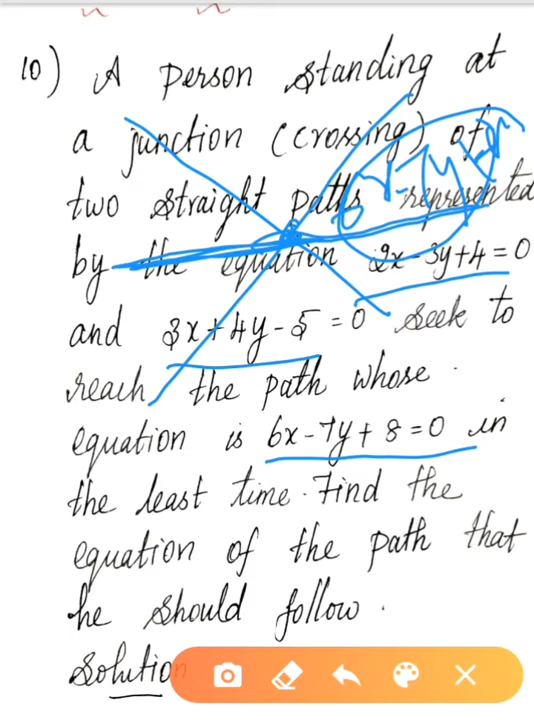 10) A person standing at
a junction (crossing) of
two straight paths represented
by the equation 2x-3y+4=0
and 3x+4y-5=0 seek to
reach the path whose
equation is 6x-7y+8=0 in
the least time. Find the
equation of the path that
he should follow.
Solution